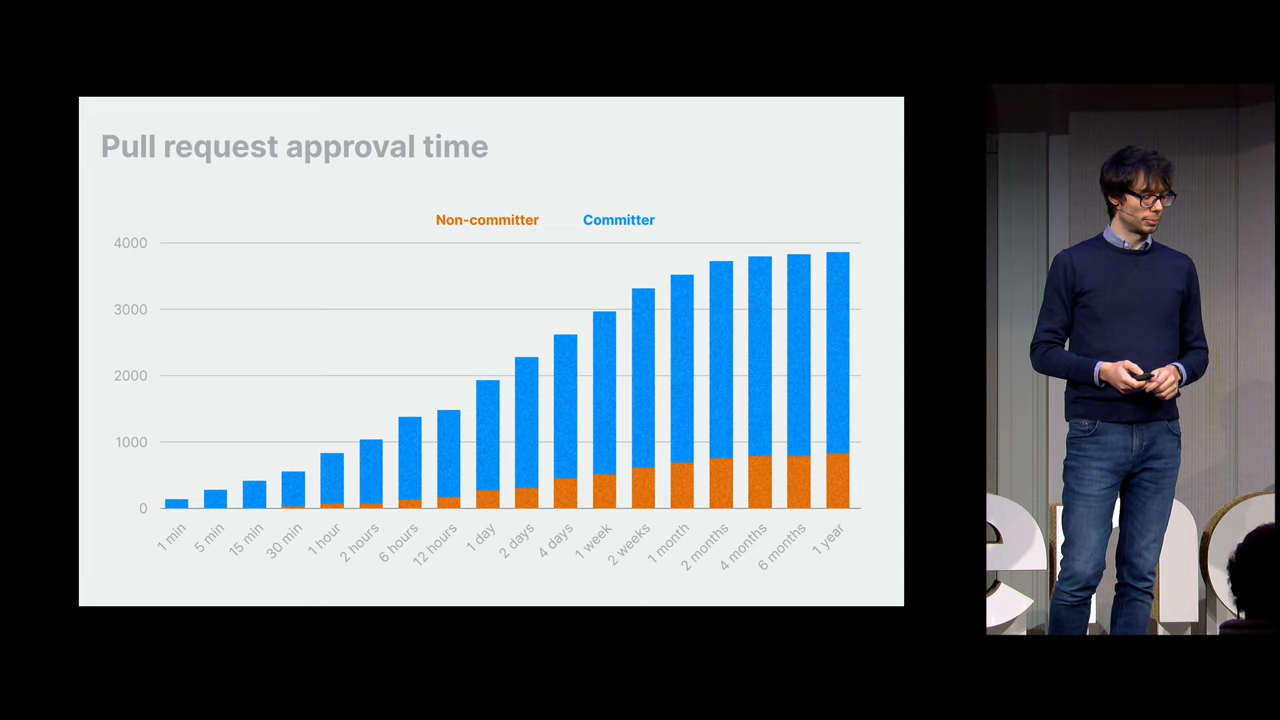 Pull request approval time
Non-committer Committer
4000
3000
2000
1000
0
1 min 5 min 15 min 30 min 1 hour 2 hours 6 hours 12 hours 1 day 2 days 4 days 1 week 2 weeks 1 month 2 months 4 months 6 months 1 year